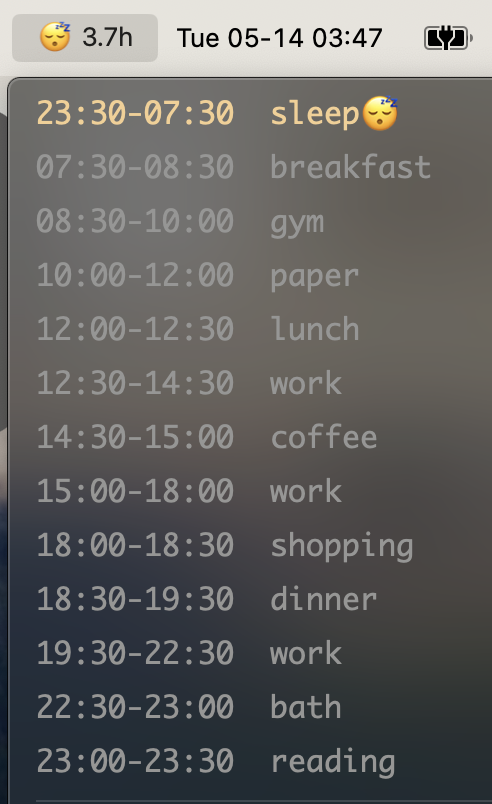 😴 3.7h Tue 05-14 03:47
23:30-07:30 sleep😴
07:30-08:30 breakfast
08:30-10:00 gym
10:00-12:00 paper
12:00-12:30 lunch
12:30-14:30 work
14:30-15:00 coffee
15:00-18:00 work
18:00-18:30 shopping
18:30-19:30 dinner
19:30-22:30 work
22:30-23:00 bath
23:00-23:30 reading